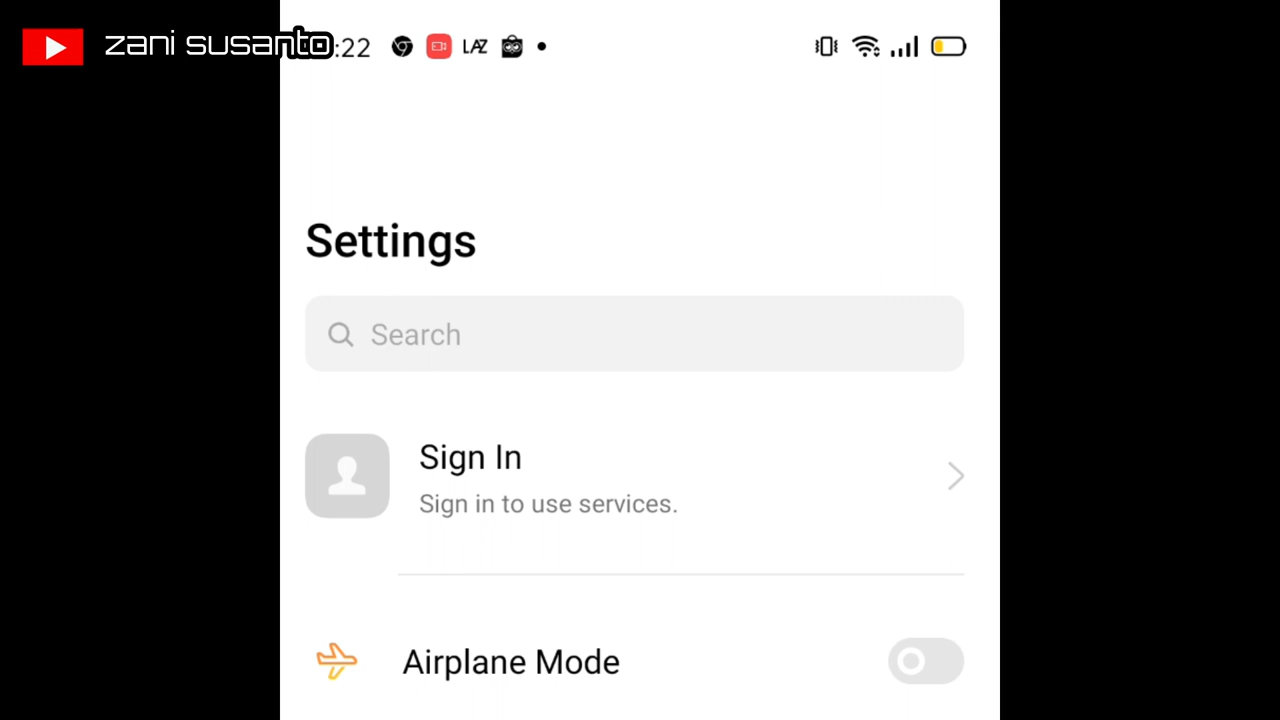 zani susanto
:22 LAZ
Settings
Search
Sign In
Sign in to use services.
Airplane Mode